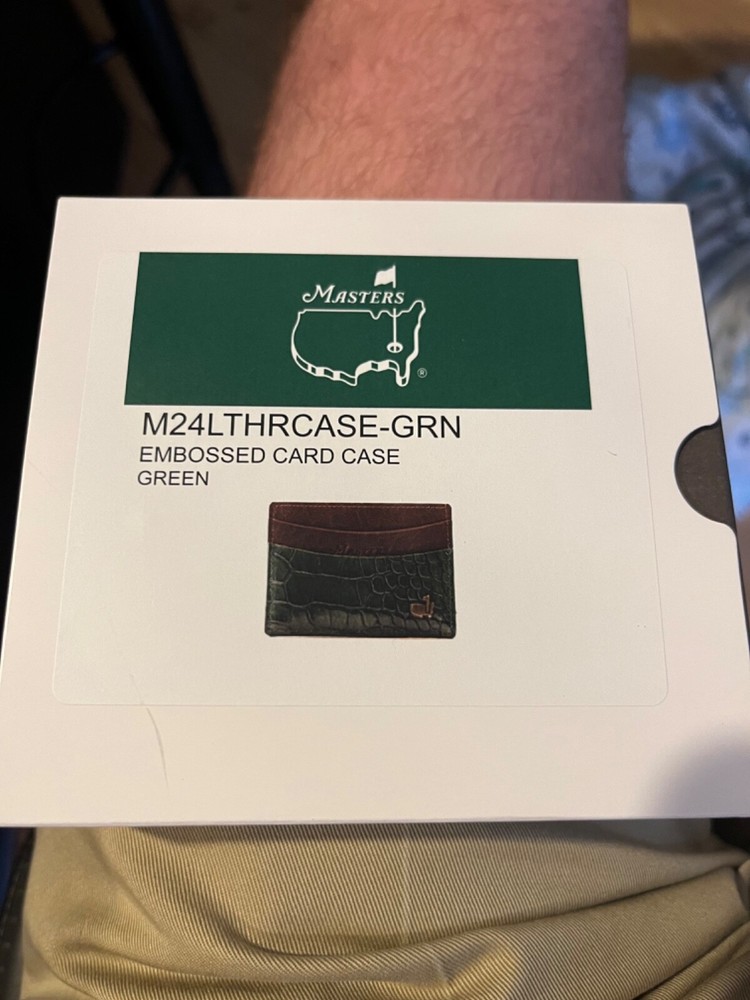 MASTERS
®
M24LTHRCASE-GRN
EMBOSSED CARD CASE
GREEN